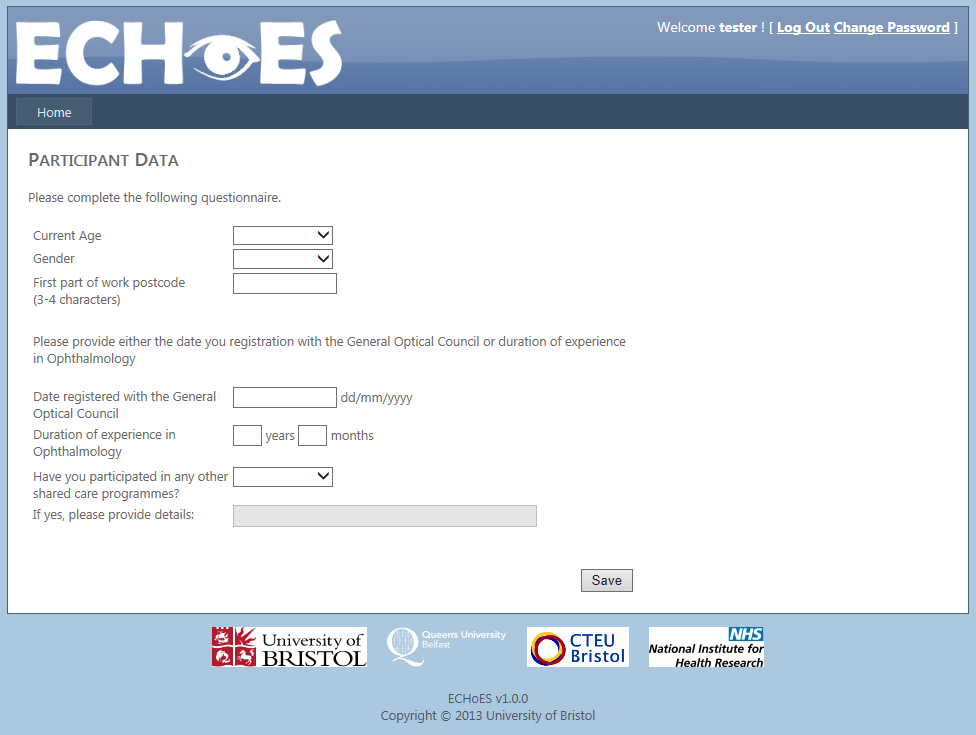 ECHOES
Welcome tester ! [ Log Out Change Password ]
Home
PARTICIPANT DATA
Please complete the following questionnaire.
Current Age
Gender
First part of work postcode
(3-4 characters)
Please provide either the date you registration with the General Optical Council or duration of experience
in Ophthalmology
Date registered with the General
Optical Council
dd/mm/yyyy
Duration of experience in
Ophthalmology
years
months
Have you participated in any other
shared care programmes?
If yes, please provide details:
Save
University of
BRISTOL
Queen's University
Belfast
CTEU
Bristol
NHS
National Institute for
Health Research
ECHoES v1.0.0
Copyright © 2013 University of Bristol